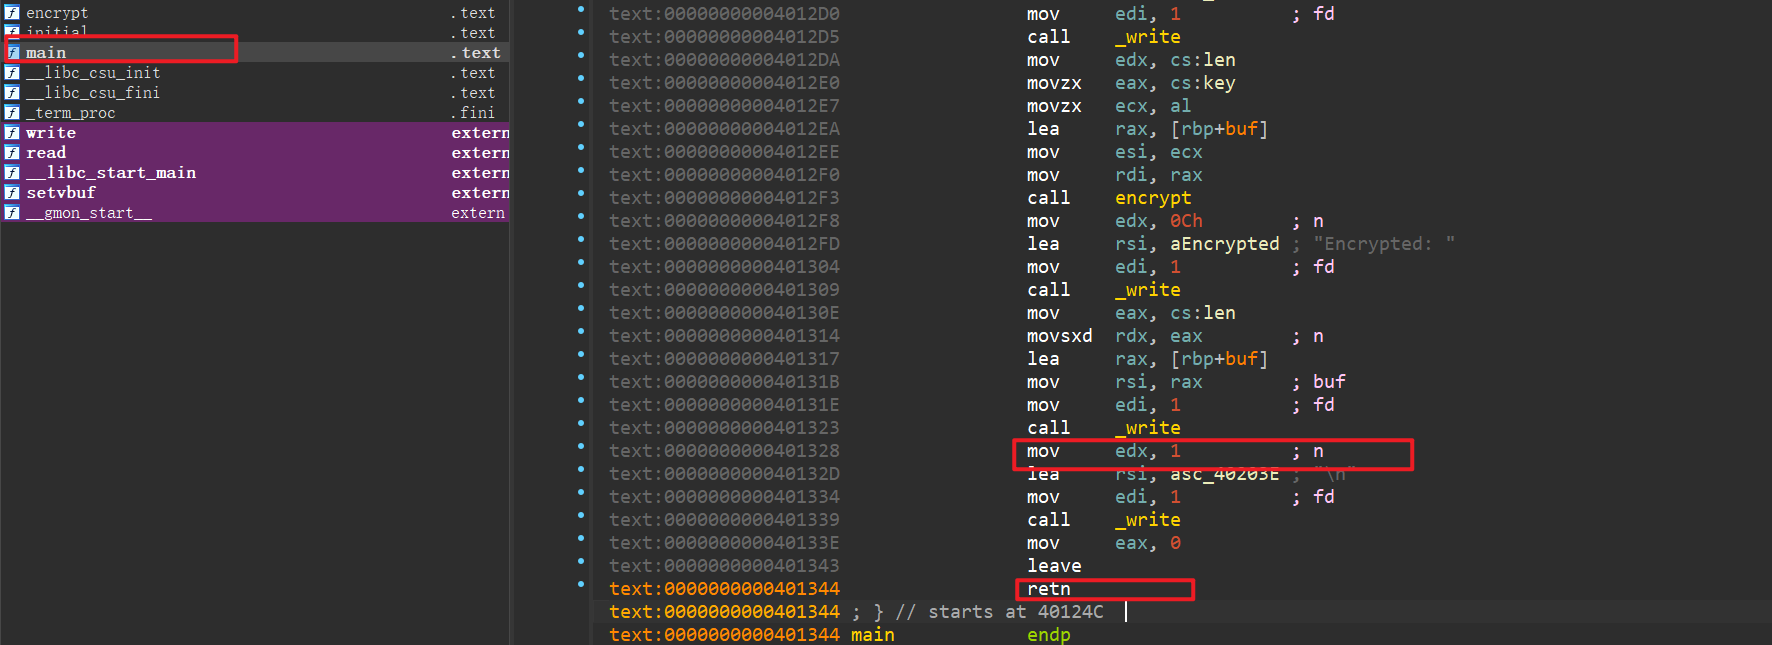 f encrypt .text
f initial .text
f main .text
f __libc_csu_init .text
f __libc_csu_fini .text
f _term_proc .fini
f write extern
f read extern
f __libc_start_main extern
f setvbuf extern
f __gmon_start__ extern
text:00000000004012D0 mov edi, 1 ; fd
text:00000000004012D5 call _write
text:00000000004012DA mov edx, cs:len
text:00000000004012E0 movzx eax, cs:key
text:00000000004012E7 movzx ecx, al
text:00000000004012EA lea rax, [rbp+buf]
text:00000000004012EE mov esi, ecx
text:00000000004012F0 mov rdi, rax
text:00000000004012F3 call encrypt
text:00000000004012F8 mov edx, 0Ch ; n
text:00000000004012FD lea rsi, aEncrypted ; "Encrypted: "
text:0000000000401304 mov edi, 1 ; fd
text:0000000000401309 call _write
text:000000000040130E mov eax, cs:len
text:0000000000401314 movsxd rdx, eax ; n
text:0000000000401317 lea rax, [rbp+buf]
text:000000000040131B mov rsi, rax ; buf
text:000000000040131E mov edi, 1 ; fd
text:0000000000401323 call _write
text:0000000000401328 mov edx, 1 ; n
text:000000000040132D lea rsi, asc_40203E ; "\n"
text:0000000000401334 mov edi, 1 ; fd
text:0000000000401339 call _write
text:000000000040133E mov eax, 0
text:0000000000401343 leave
text:0000000000401344 retn
text:0000000000401344 ; } // starts at 40124C
text:0000000000401344 main endp